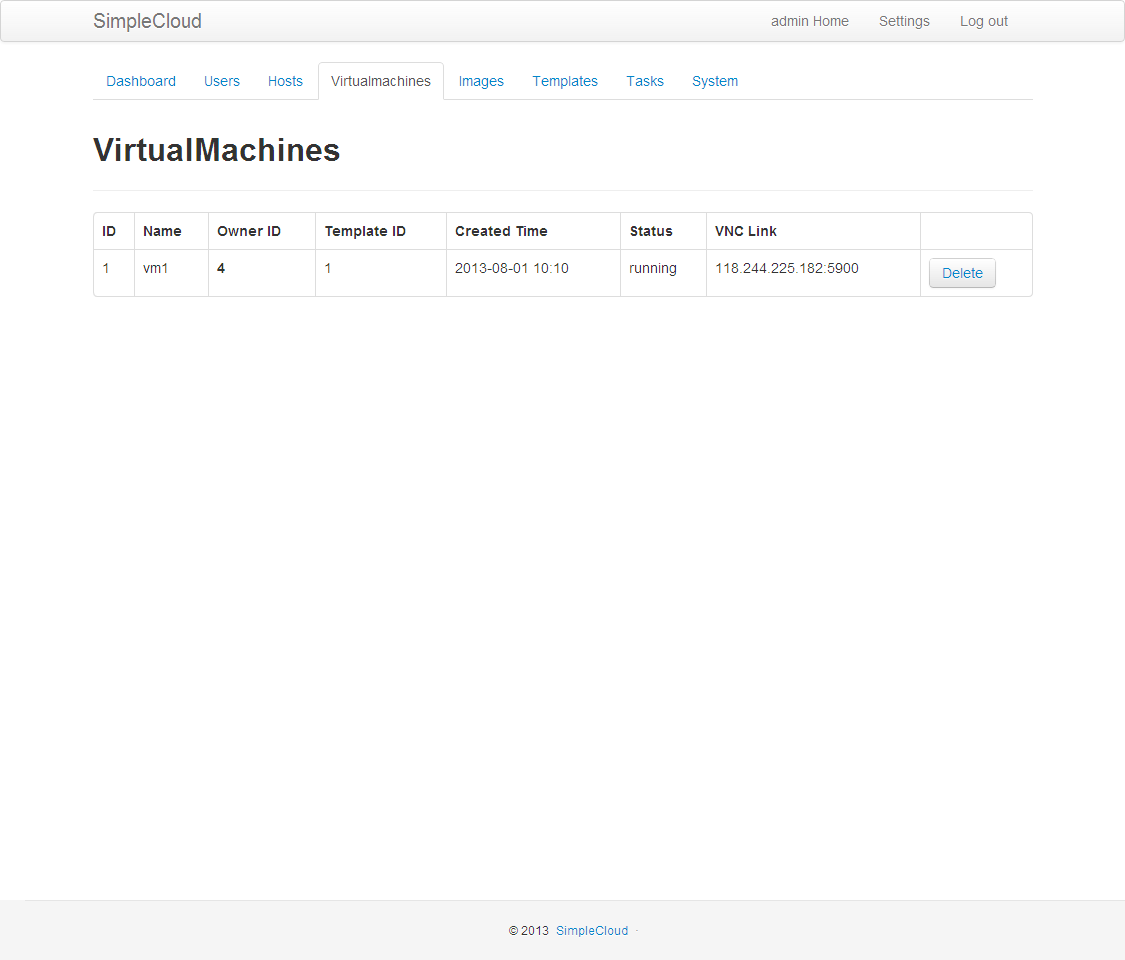 SimpleCloud admin Home Settings Log out
Dashboard Users Hosts Virtualmachines Images Templates Tasks System
VirtualMachines
ID Name Owner ID Template ID Created Time Status VNC Link
1 vm1 4 1 2013-08-01 10:10 running 118.244.225.182:5900 Delete
© 2013 SimpleCloud -